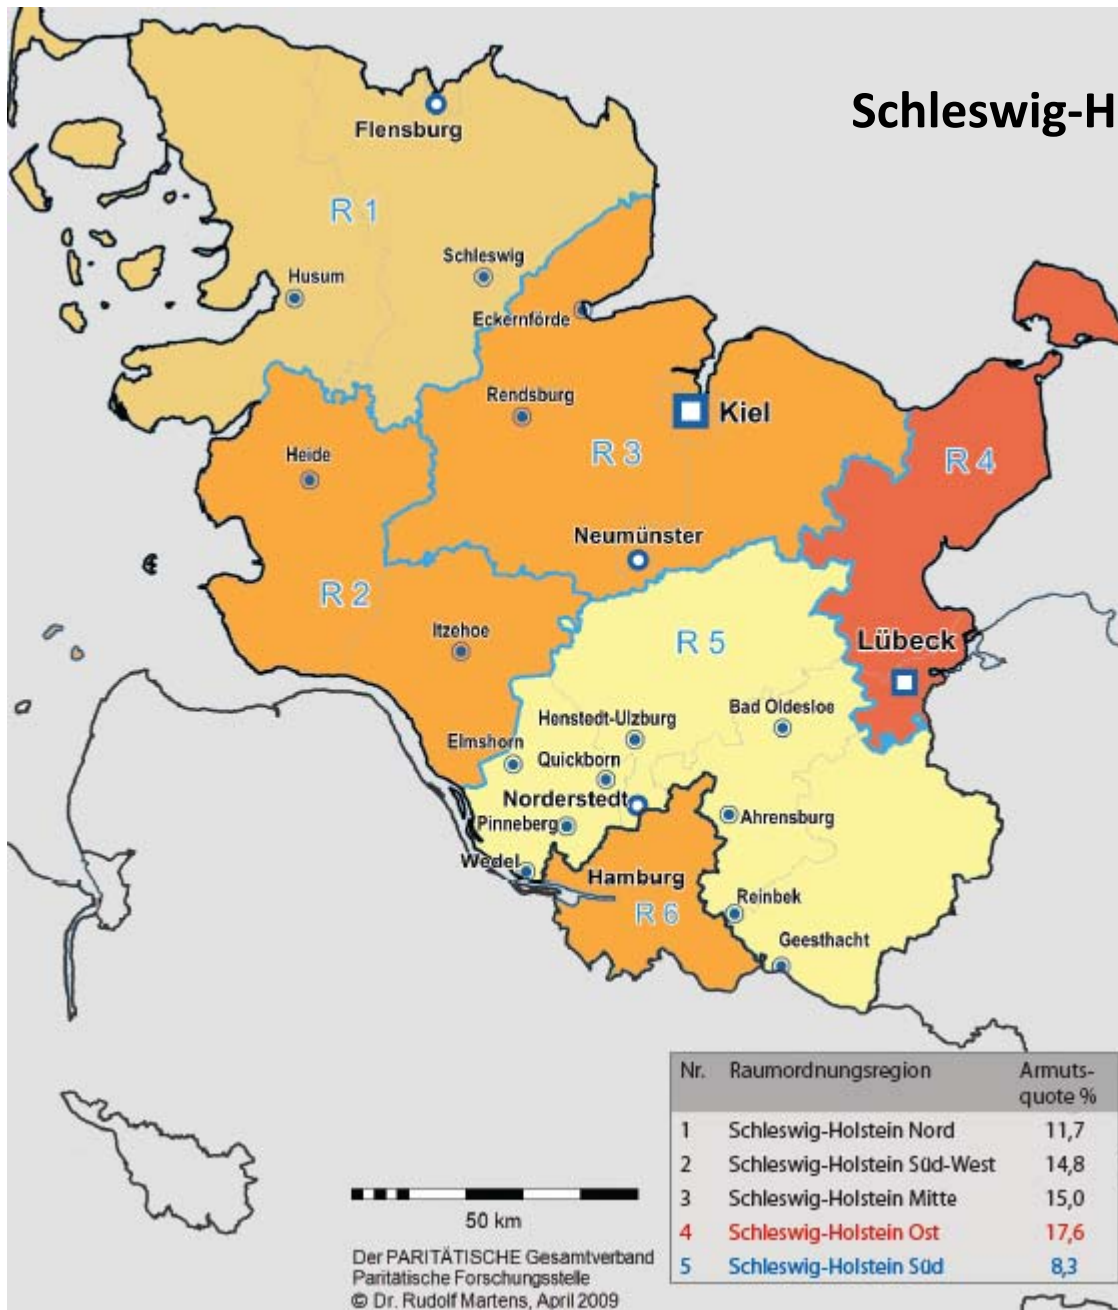 Schleswig-H
Flensburg
R 1
Schleswig
Husum
Eckernförde
Rendsburg
Kiel
R 3
R 4
Heide
Neumünster
R 2
Itzehoe
R 5
Lübeck
Henstedt-Ulzburg
Bad Oldesloe
Elmshorn
Quickborn
Norderstedt
Pinneberg
Ahrensburg
Wedel
Hamburg
R 6
Reinbek
Geesthacht
Nr. Raumordnungsregion Armuts-
quote %
1 Schleswig-Holstein Nord 11,7
2 Schleswig-Holstein Süd-West 14,8
3 Schleswig-Holstein Mitte 15,0
4 Schleswig-Holstein Ost 17,6
5 Schleswig-Holstein Süd 8,3
50 km
Der PARITÄTISCHE Gesamtverband
Paritätische Forschungsstelle
© Dr. Rudolf Martens, April 2009